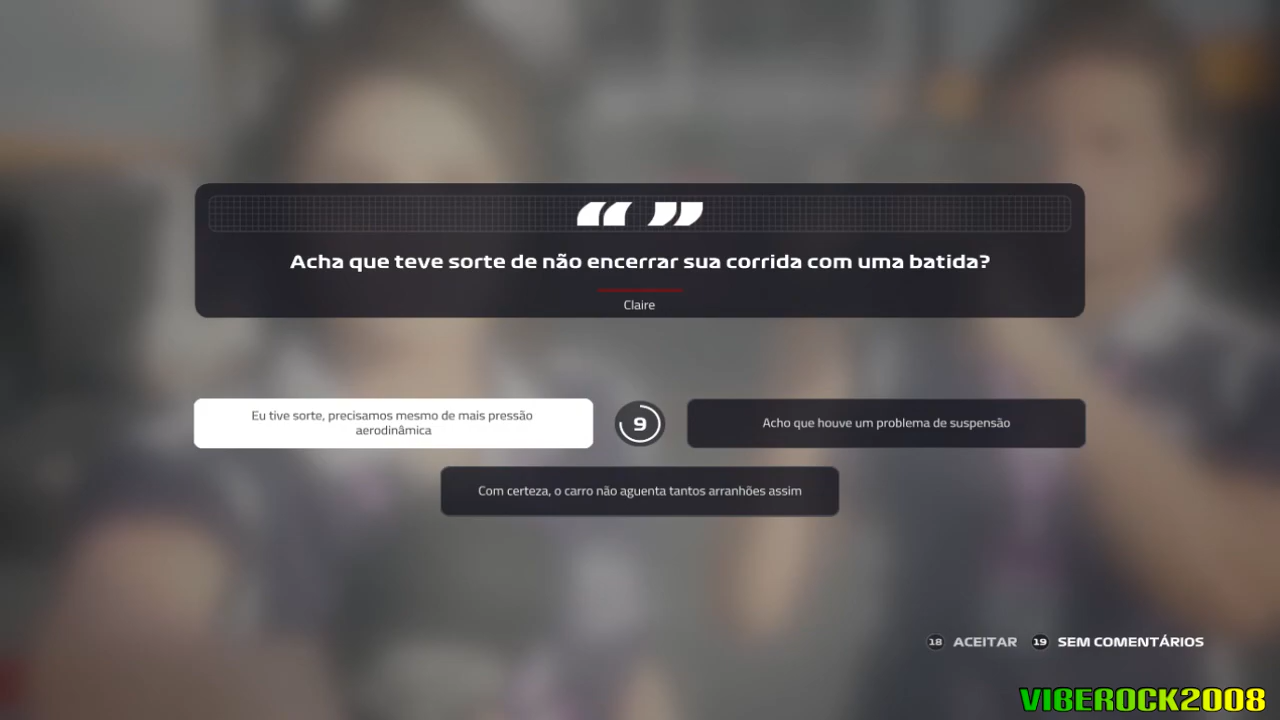 Acha que teve sorte de não encerrar sua corrida com uma batida?
Claire
Eu tive sorte, precisamos mesmo de mais pressão
aerodinâmica
9
Acho que houve um problema de suspensão
Com certeza, o carro não aguenta tantos arranhões assim
18 ACEITAR 19 SEM COMENTÁRIOS
VIBEROCK2008